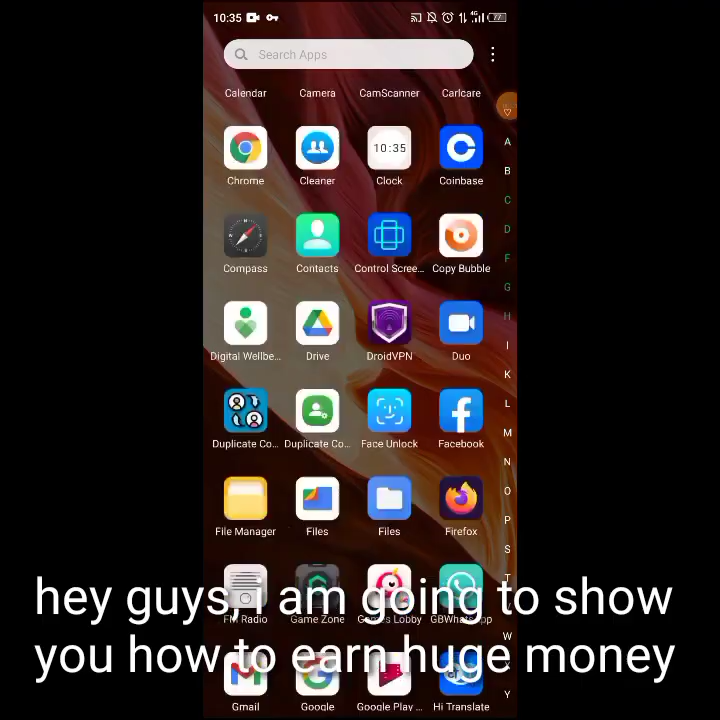 10:35 4G 77
Search Apps
Calendar Camera CamScanner Carlcare
10:35
Chrome Cleaner Clock Coinbase
Compass Contacts Control Scree... Copy Bubble
Digital Wellbe... Drive DroidVPN Duo
Duplicate Co... Duplicate Co... Face Unlock Facebook
File Manager Files Files Firefox
FM Radio Game Zone Games Lobby GBWhatsapp
hey guys, i am going to show
you how to earn huge money
Gmail Google Google Play ... Hi Translate
A
B
C
D
F
G
H
I
K
L
M
N
O
P
S
T
W
X
Y